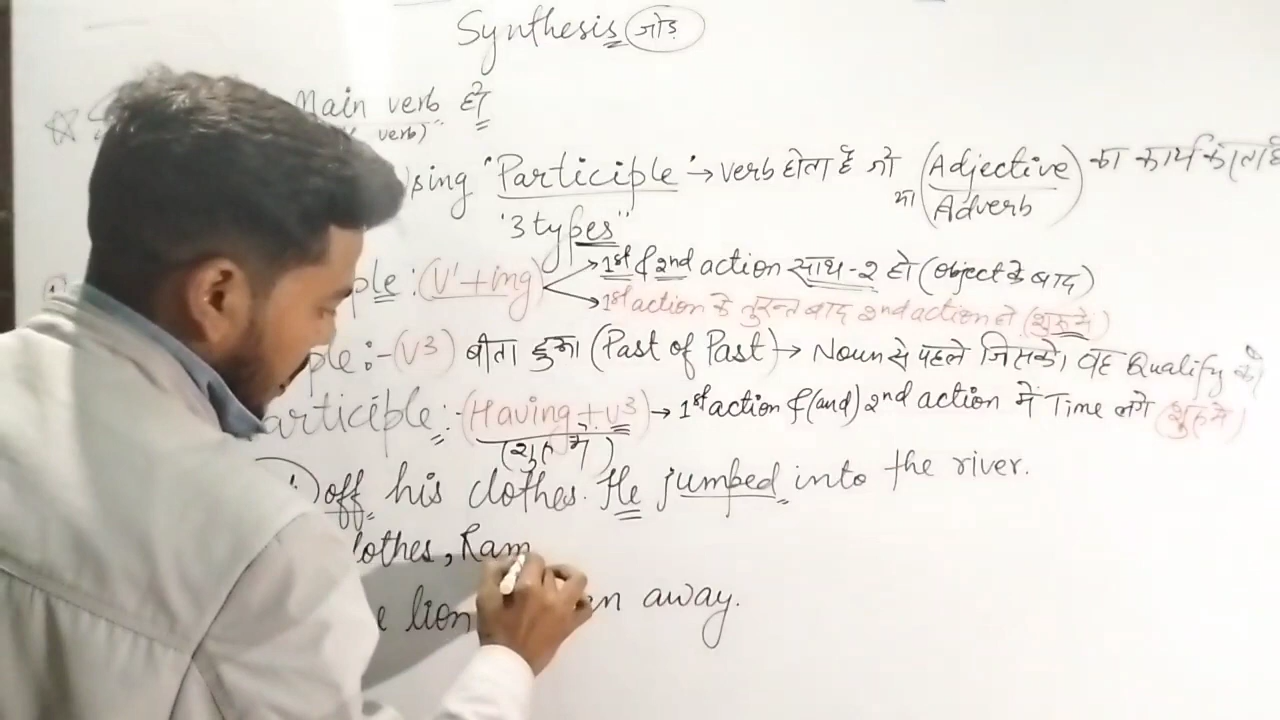 Synthesis (जोड़)
Main verb हो
verb)
Using 'Participle' → verb होता है जो या (Adjective / Adverb) का कार्य करता है
'3 types"
ple : (V¹+ing) → 1st & 2nd action साथ-2 हो (object के बाद)
→ 1st action के तुरन्त बाद 2nd action हो (शुरू में)
ple :- (V³) बीता हुआ (Past of Past) → Noun से पहले जिसको वह Qualify करे
articiple :- (Having + V³) → 1st action &(and) 2nd action में Time लगे (शुरू में)
(शुरू में)
off his clothes. He jumped into the river.
lothes, Ram
e lion away.